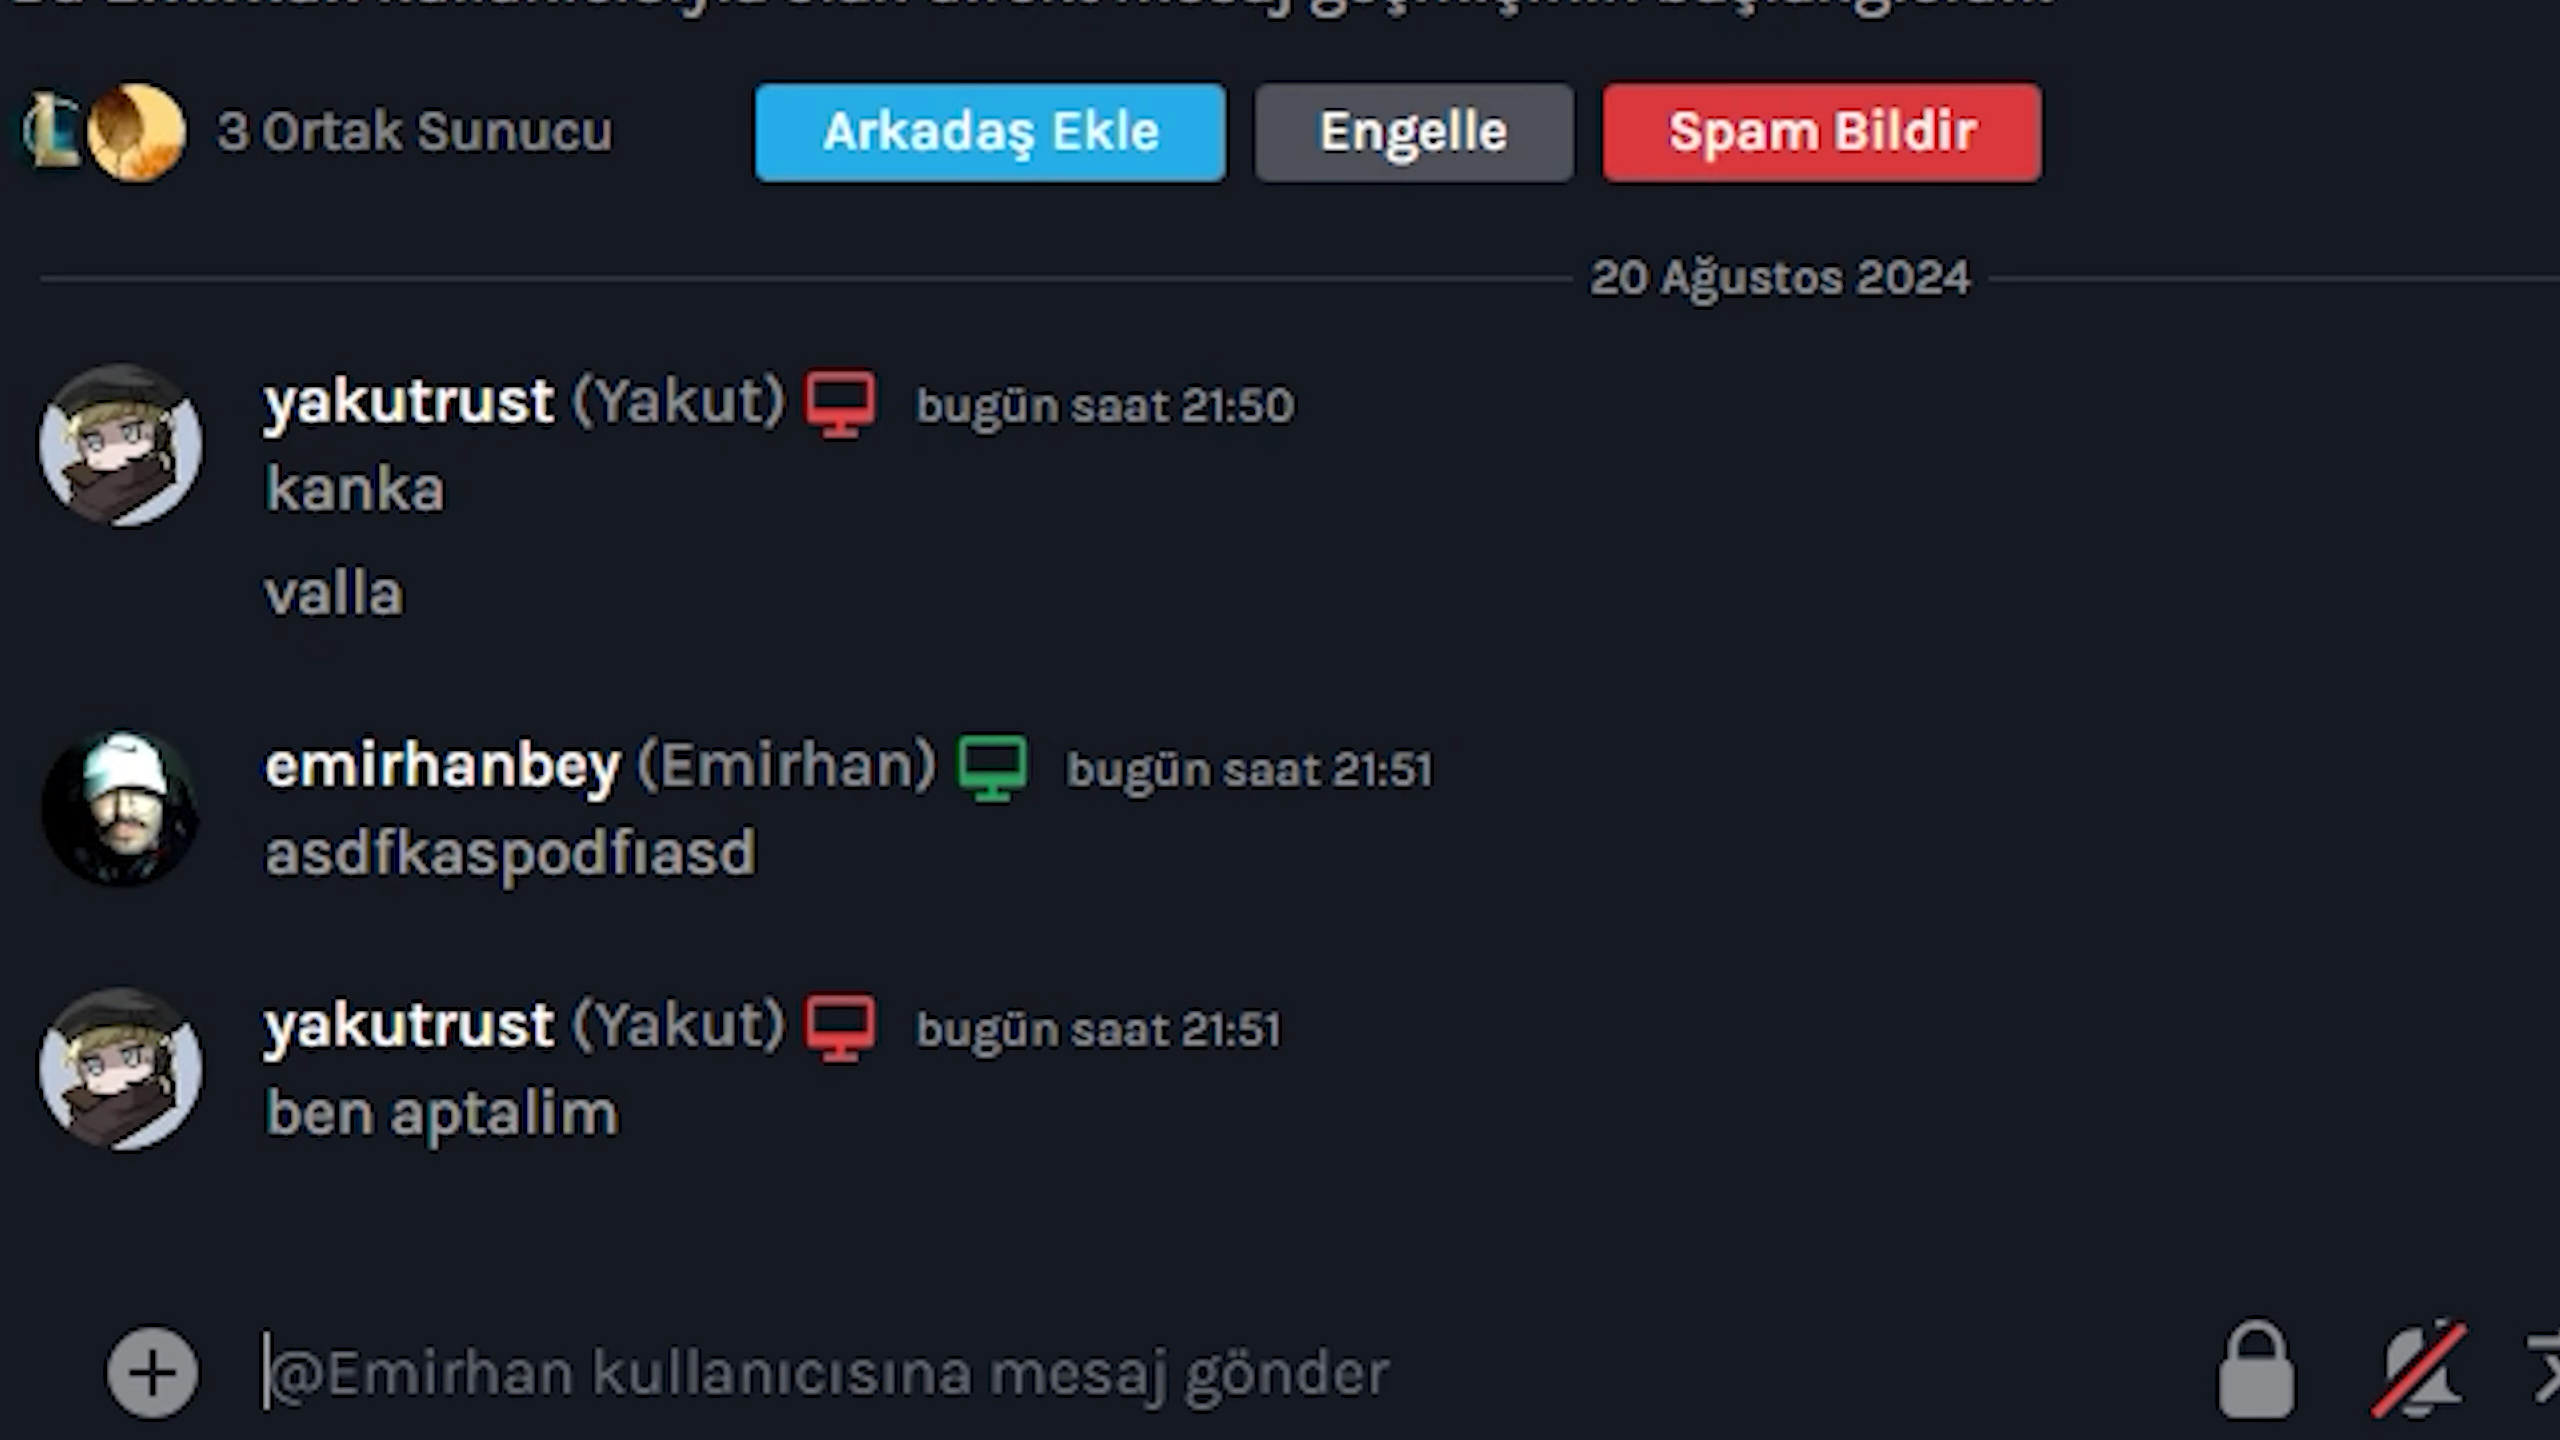 3 Ortak Sunucu
Arkadaş Ekle
Engelle
Spam Bildir
20 Ağustos 2024
yakutrust (Yakut) bugün saat 21:50
kanka
valla
emirhanbey (Emirhan) bugün saat 21:51
asdfkaspodfıasd
yakutrust (Yakut) bugün saat 21:51
ben aptalim
@Emirhan kullanıcısına mesaj gönder